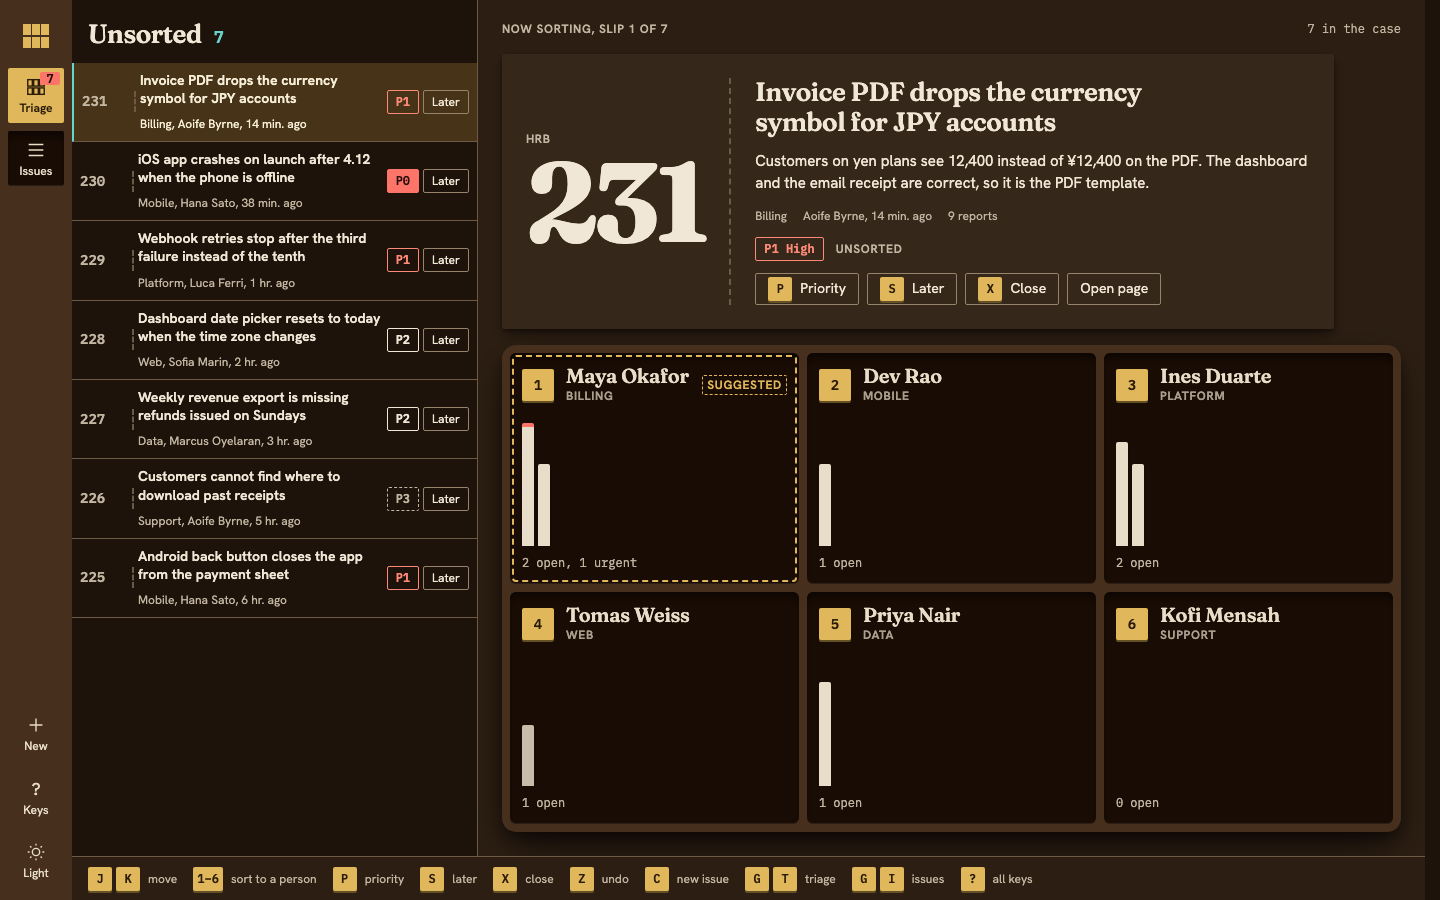 7
Triage
Issues
New
?
Keys
Light
Unsorted 7
231
Invoice PDF drops the currency
symbol for JPY accounts
Billing, Aoife Byrne, 14 min. ago
P1 Later
230
iOS app crashes on launch after 4.12
when the phone is offline
Mobile, Hana Sato, 38 min. ago
P0 Later
229
Webhook retries stop after the third
failure instead of the tenth
Platform, Luca Ferri, 1 hr. ago
P1 Later
228
Dashboard date picker resets to today
when the time zone changes
Web, Sofia Marin, 2 hr. ago
P2 Later
227
Weekly revenue export is missing
refunds issued on Sundays
Data, Marcus Oyelaran, 3 hr. ago
P2 Later
226
Customers cannot find where to
download past receipts
Support, Aoife Byrne, 5 hr. ago
P3 Later
225
Android back button closes the app
from the payment sheet
Mobile, Hana Sato, 6 hr. ago
P1 Later
NOW SORTING, SLIP 1 OF 7
7 in the case
HRB
231
Invoice PDF drops the currency
symbol for JPY accounts
Customers on yen plans see 12,400 instead of ¥12,400 on the PDF. The dashboard
and the email receipt are correct, so it is the PDF template.
Billing Aoife Byrne, 14 min. ago 9 reports
P1 High UNSORTED
P Priority S Later X Close Open page
1 Maya Okafor SUGGESTED
BILLING
2 open, 1 urgent
2 Dev Rao
MOBILE
1 open
3 Ines Duarte
PLATFORM
2 open
4 Tomas Weiss
WEB
1 open
5 Priya Nair
DATA
1 open
6 Kofi Mensah
SUPPORT
0 open
J K move 1–6 sort to a person P priority S later X close Z undo C new issue G T triage G I issues ? all keys